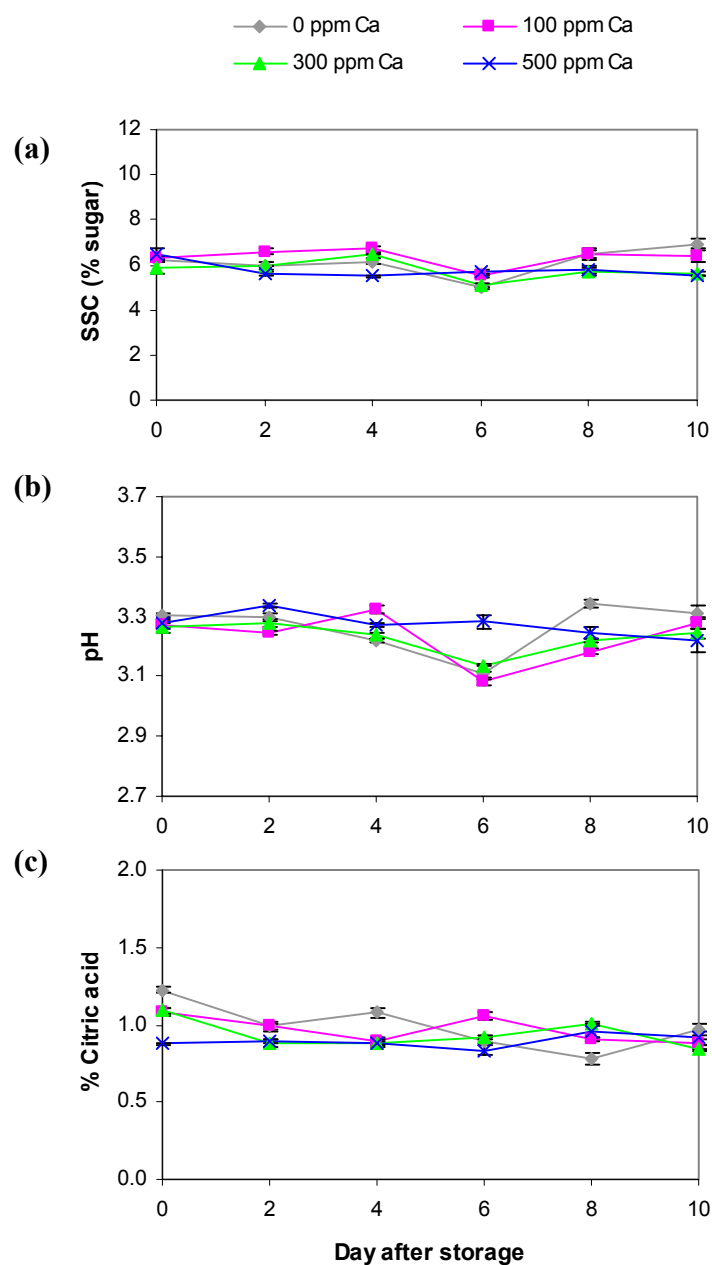 0 ppm Ca 100 ppm Ca
300 ppm Ca 500 ppm Ca
(a)
SSC (% sugar)
12
10
8
6
4
2
0
0 2 4 6 8 10
(b)
pH
3.7
3.5
3.3
3.1
2.9
2.7
0 2 4 6 8 10
(c)
% Citric acid
2.0
1.5
1.0
0.5
0.0
0 2 4 6 8 10
Day after storage